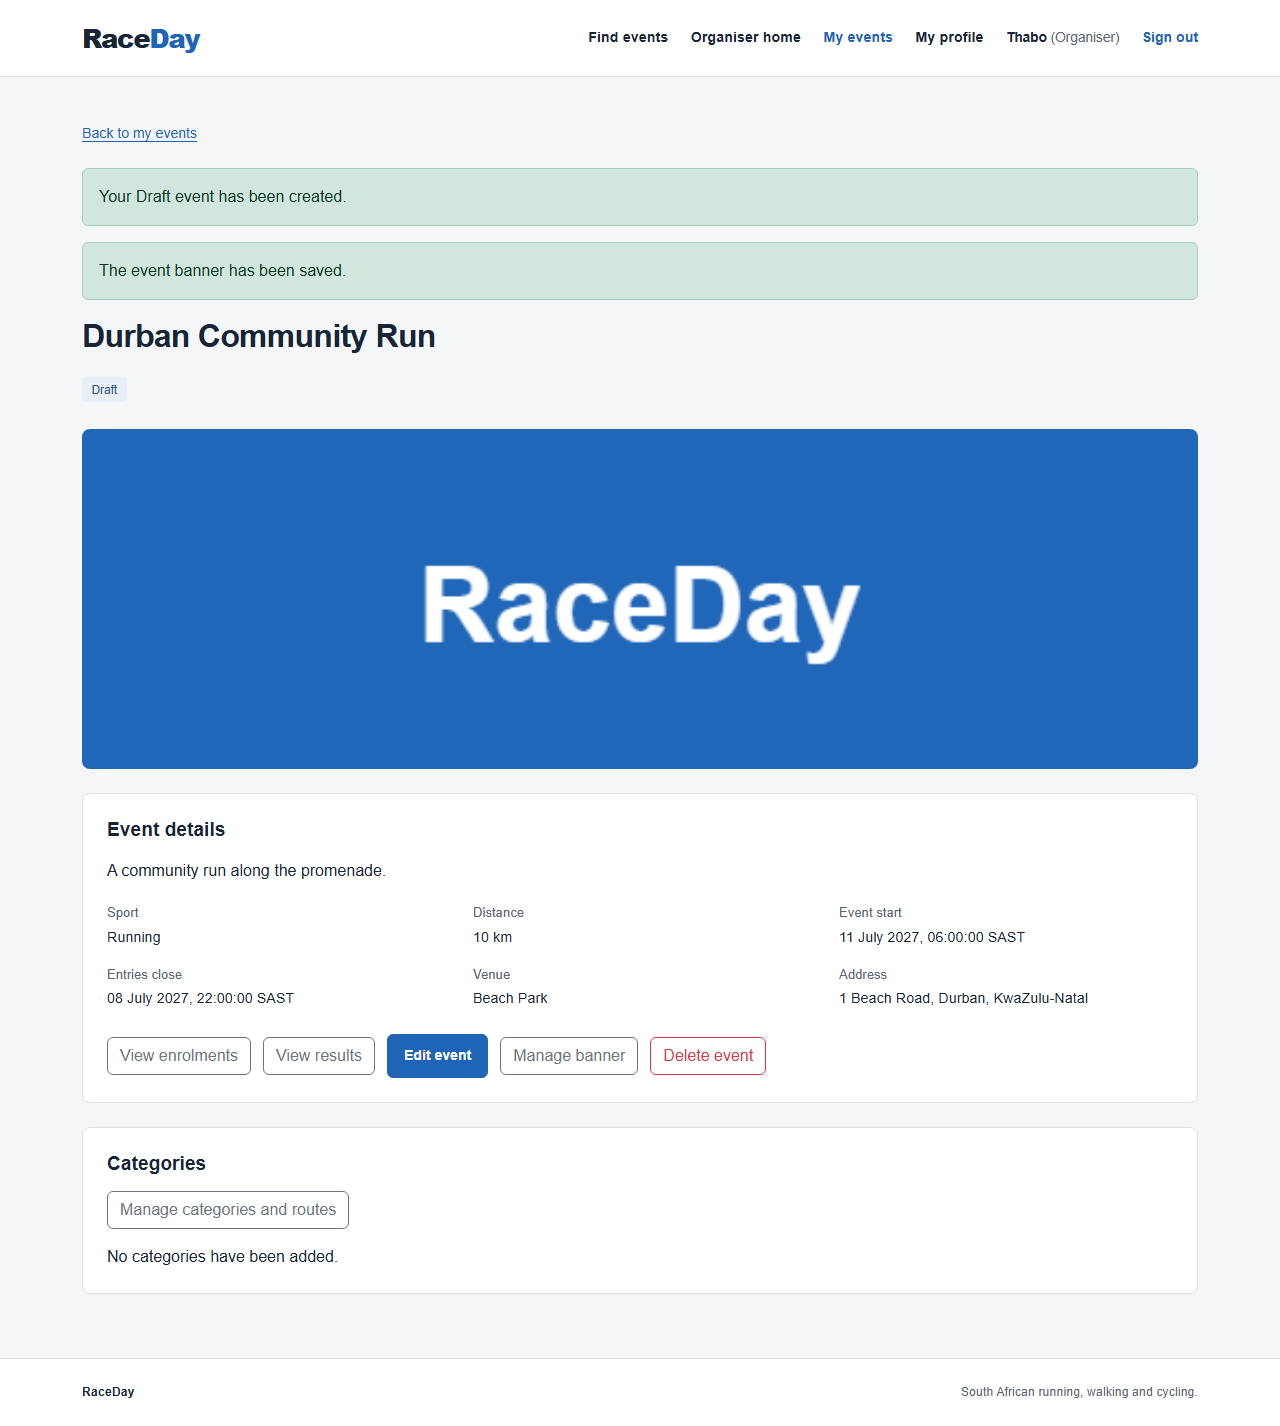 RaceDay
Find events Organiser home My events My profile Thabo (Organiser) Sign out
Back to my events
Your Draft event has been created.
The event banner has been saved.
Durban Community Run
Draft
RaceDay
Event details
A community run along the promenade.
Sport Distance Event start
Running 10 km 11 July 2027, 06:00:00 SAST
Entries close Venue Address
08 July 2027, 22:00:00 SAST Beach Park 1 Beach Road, Durban, KwaZulu-Natal
View enrolments View results Edit event Manage banner Delete event
Categories
Manage categories and routes
No categories have been added.
RaceDay South African running, walking and cycling.